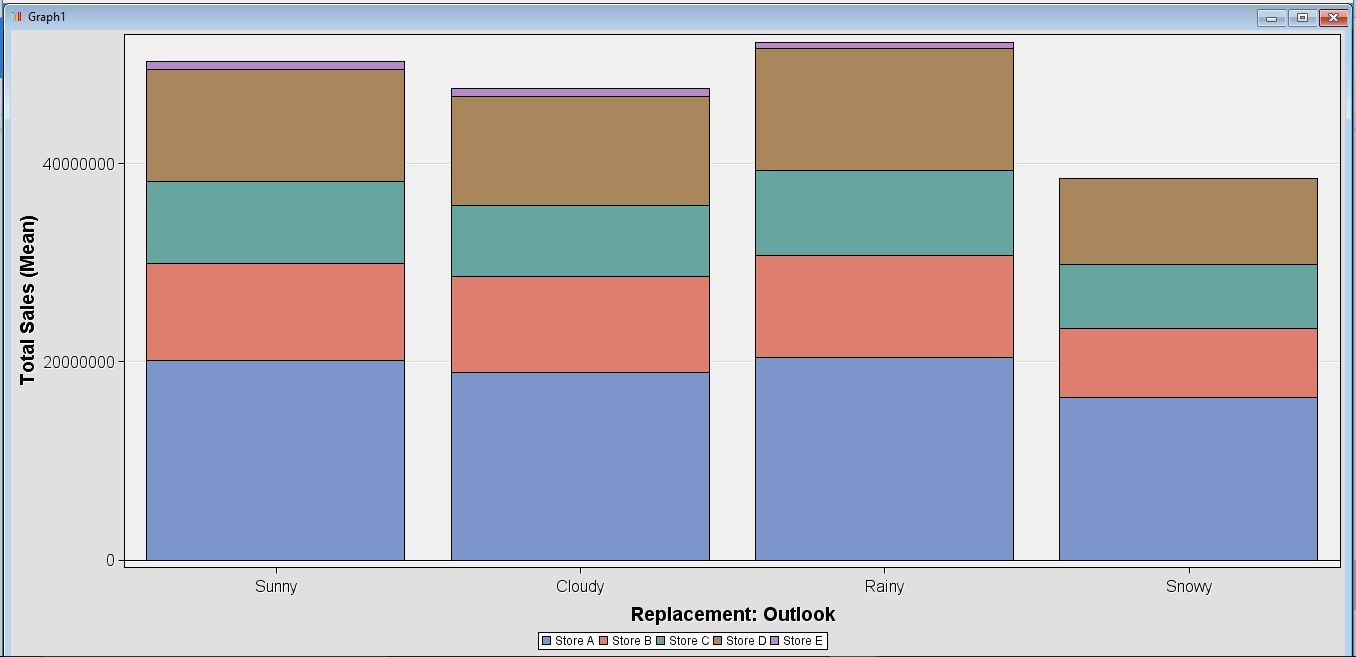 Graph1
Total Sales (Mean)
40000000
20000000
0
Sunny Cloudy Rainy Snowy
Replacement: Outlook
Store A Store B Store C Store D Store E